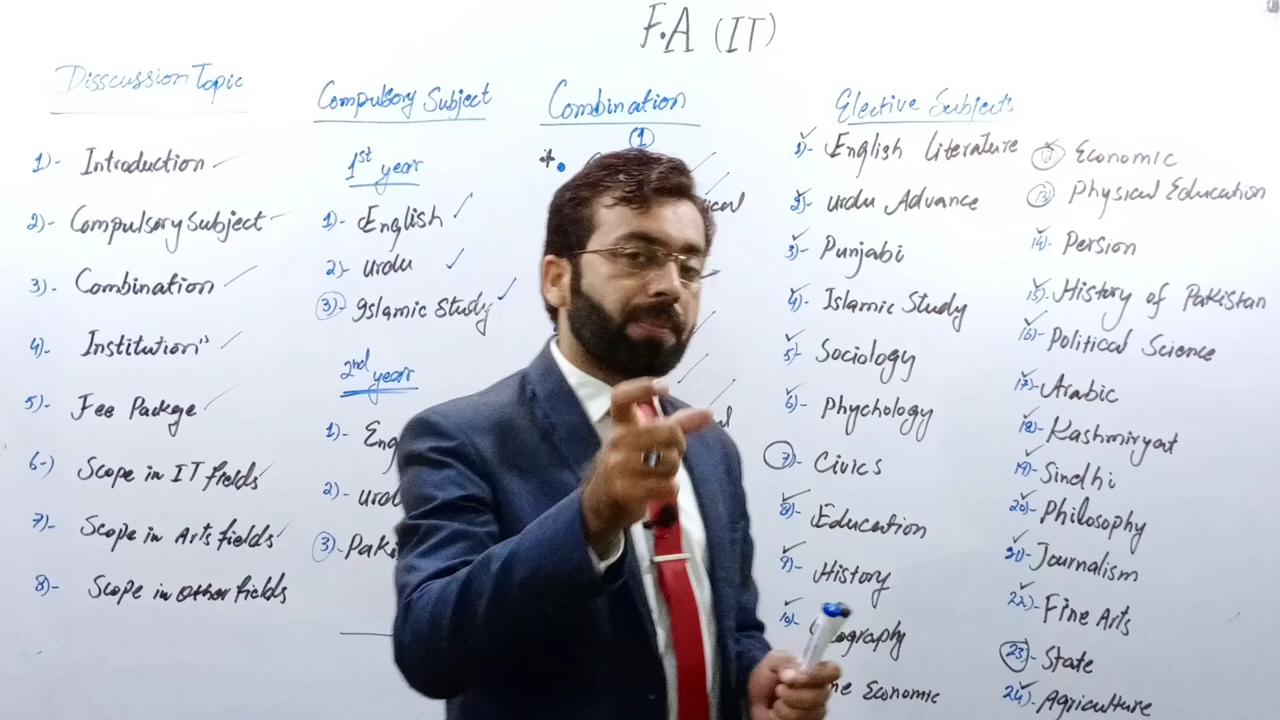 F.A (IT)
Disscussion Topic
1)- Introduction
2)- Compulsory Subject
3)- Combination
4)- Institution"
5)- Fee Packege
6-) Scope in IT fields
7)- Scope in Arts fields
8)- Scope in other fields
Compulsory Subject
1st year
1)- English
2)- urdu
3)- Islamic Study
2nd year
1)- Eng
2)- urd
3)- Paki
Combination
(1)
*
ical
Elective Subjects
1)- English Literature
2)- urdu Advance
3)- Punjabi
4)- Islamic Study
5)- Sociology
6)- Phychology
7)- Civics
8)- Education
9)- History
10)- ography
me Economic
12 Economic
13 Physical Education
14)- Persion
15)- History of Pakistan
16)- Political Science
17)- Arabic
18)- Kashmiryat
19)- Sindhi
20)- Philosophy
21)- Journalism
22)- Fine Arts
23)- State
24)- Agriculture